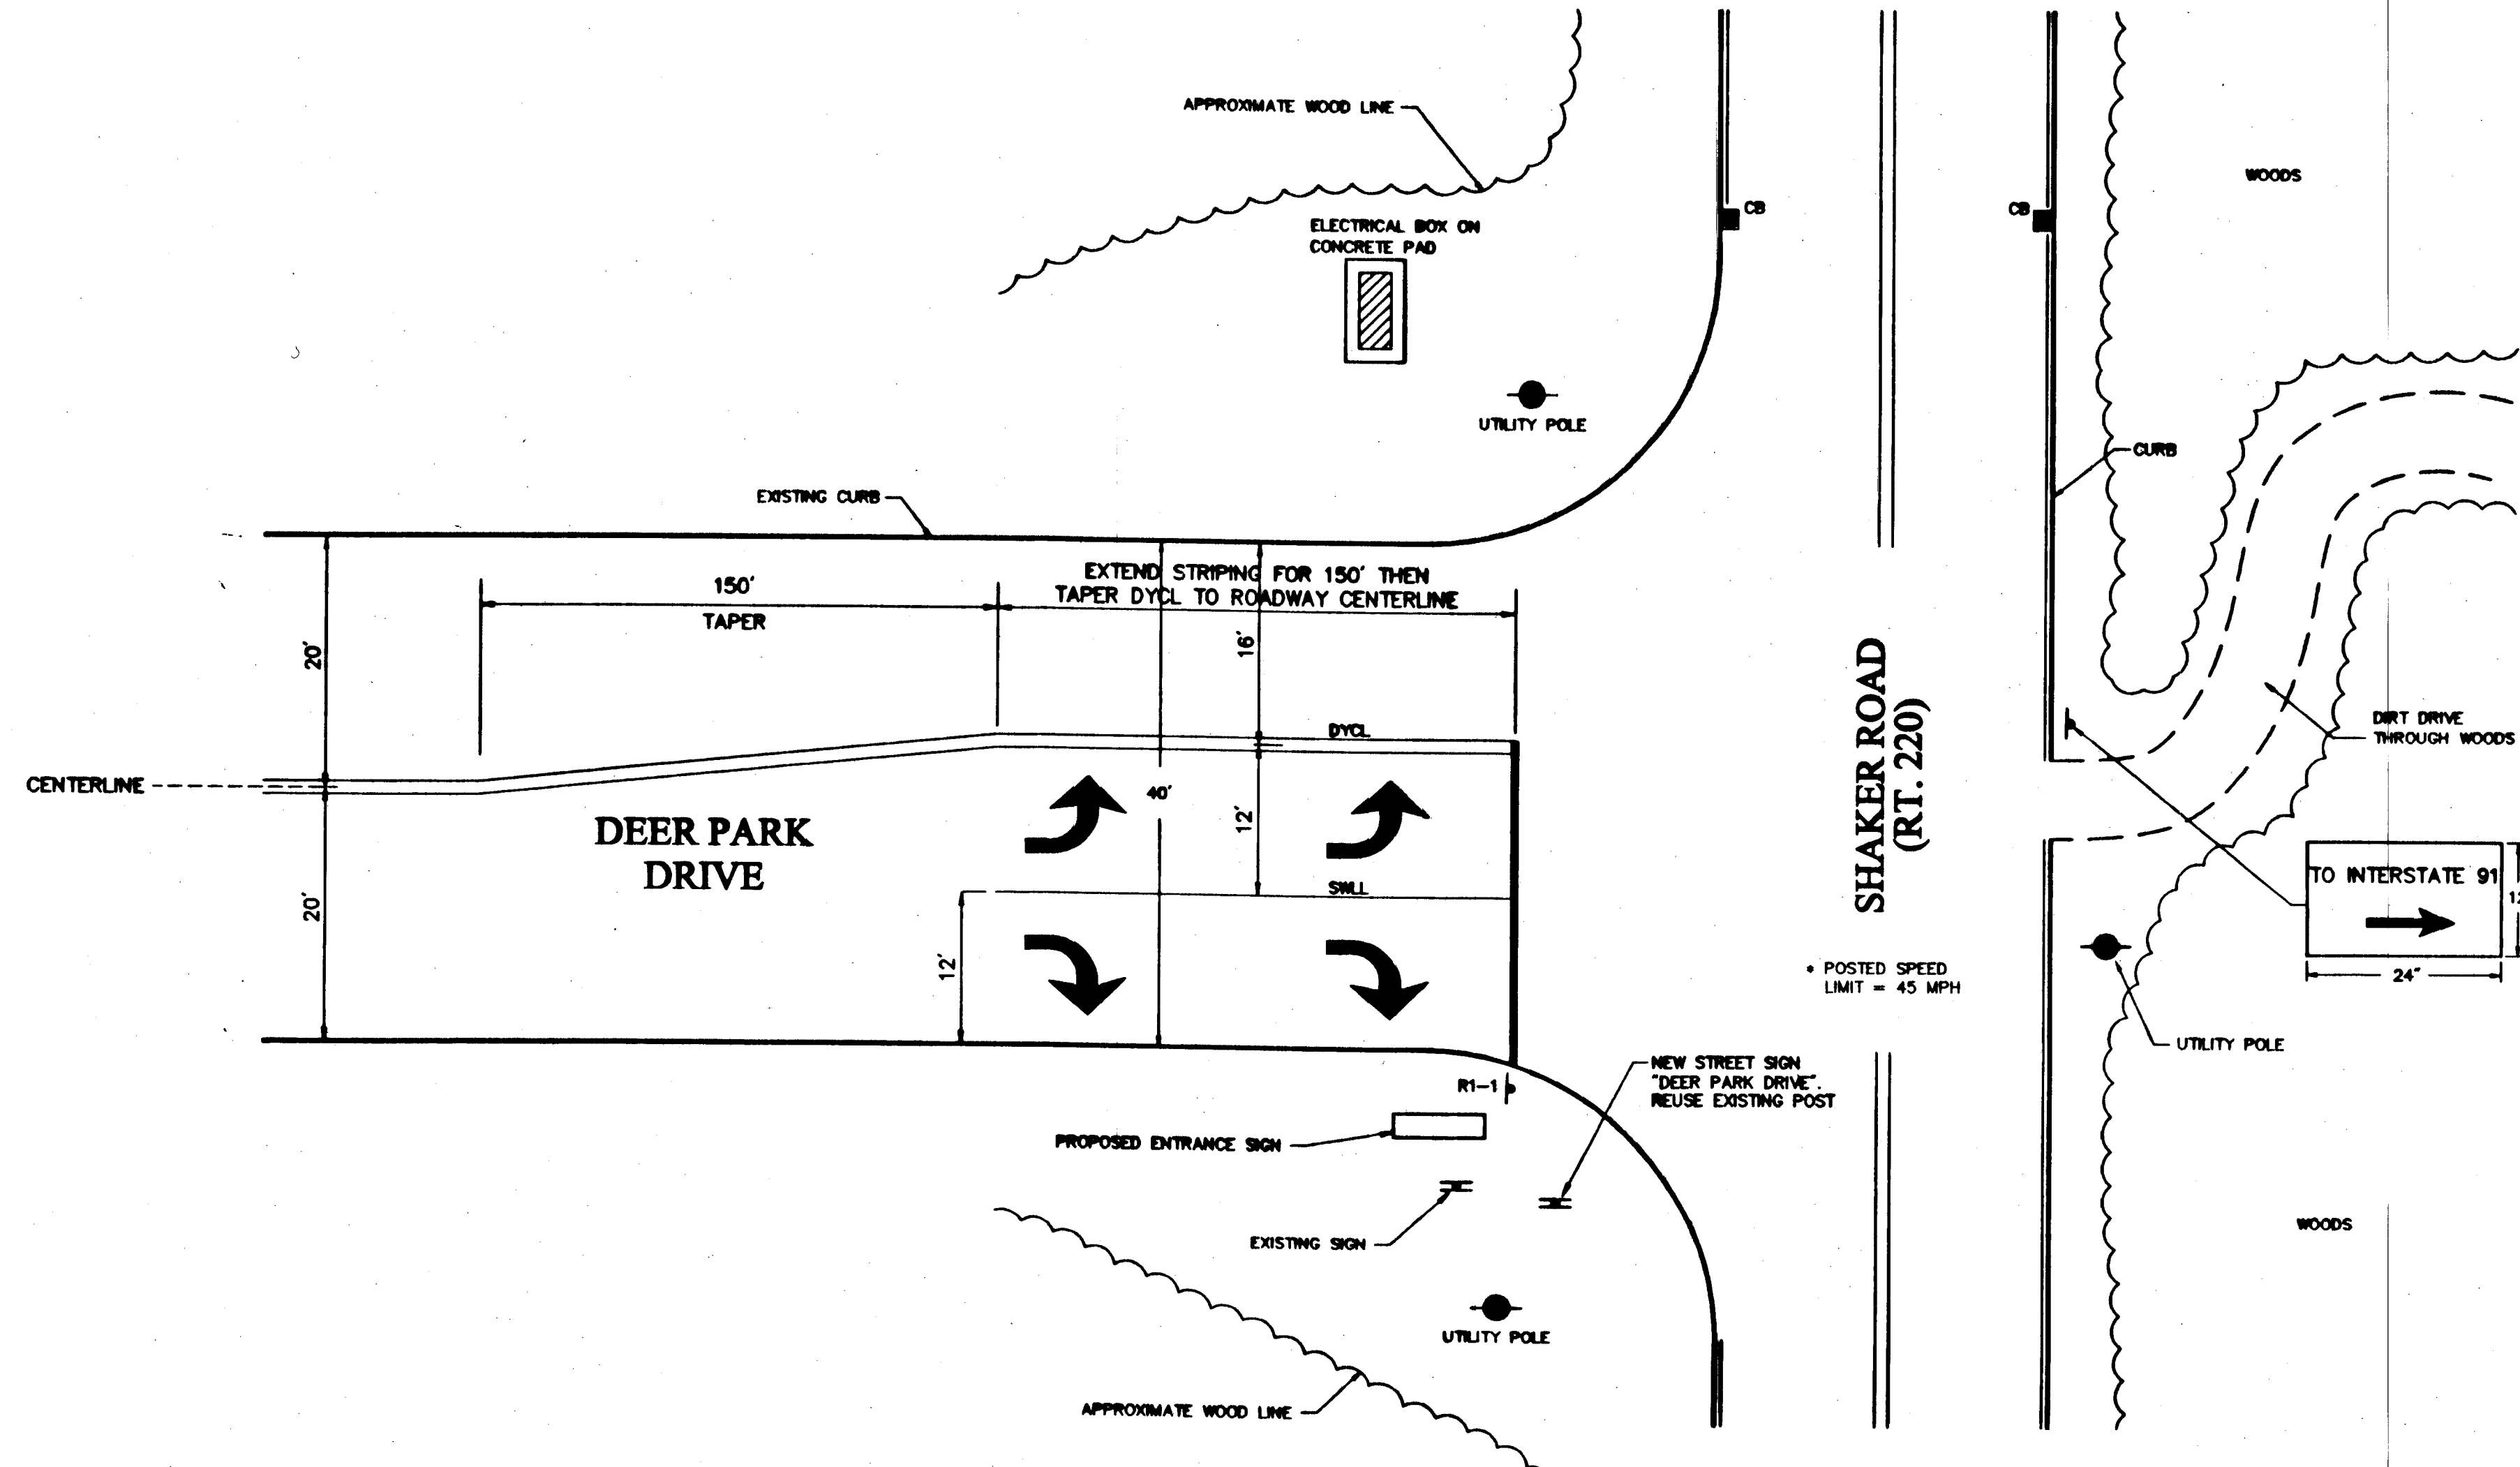 APPROXIMATE WOOD LINE
WOODS
CB
CB
ELECTRICAL BOX ON
CONCRETE PAD
UTILITY POLE
CURB
EXISTING CURB
EXTEND STRIPING FOR 150' THEN
TAPER DYCL TO ROADWAY CENTERLINE
150'
TAPER
20'
16'
DYCL
CENTERLINE
40'
12'
DEER PARK
DRIVE
SWLL
20'
12'
SHAKER ROAD
(RT. 220)
DIRT DRIVE
THROUGH WOODS
TO INTERSTATE 91
24"
* POSTED SPEED
LIMIT = 45 MPH
UTILITY POLE
NEW STREET SIGN
"DEER PARK DRIVE".
REUSE EXISTING POST
R1-1
PROPOSED ENTRANCE SIGN
EXISTING SIGN
WOODS
UTILITY POLE
APPROXIMATE WOOD LINE